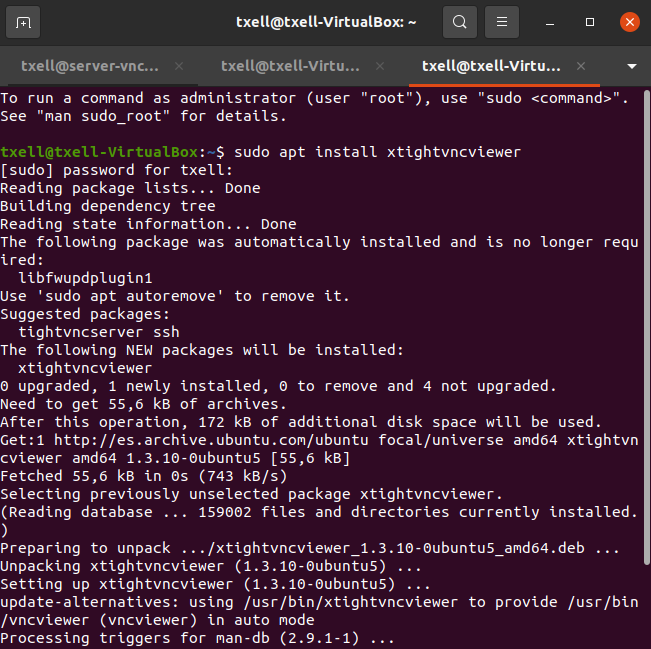 txell@txell-VirtualBox: ~
txell@server-vnc... × txell@txell-Virtu... × txell@txell-Virtu... ×
To run a command as administrator (user "root"), use "sudo <command>".
See "man sudo_root" for details.
txell@txell-VirtualBox:~$ sudo apt install xtightvncviewer
[sudo] password for txell:
Reading package lists... Done
Building dependency tree
Reading state information... Done
The following package was automatically installed and is no longer requ
ired:
  libfwupdplugin1
Use 'sudo apt autoremove' to remove it.
Suggested packages:
  tightvncserver ssh
The following NEW packages will be installed:
  xtightvncviewer
0 upgraded, 1 newly installed, 0 to remove and 4 not upgraded.
Need to get 55,6 kB of archives.
After this operation, 172 kB of additional disk space will be used.
Get:1 http://es.archive.ubuntu.com/ubuntu focal/universe amd64 xtightvn
cviewer amd64 1.3.10-0ubuntu5 [55,6 kB]
Fetched 55,6 kB in 0s (743 kB/s)
Selecting previously unselected package xtightvncviewer.
(Reading database ... 159002 files and directories currently installed.
)
Preparing to unpack .../xtightvncviewer_1.3.10-0ubuntu5_amd64.deb ...
Unpacking xtightvncviewer (1.3.10-0ubuntu5) ...
Setting up xtightvncviewer (1.3.10-0ubuntu5) ...
update-alternatives: using /usr/bin/xtightvncviewer to provide /usr/bin
/vncviewer (vncviewer) in auto mode
Processing triggers for man-db (2.9.1-1) ...